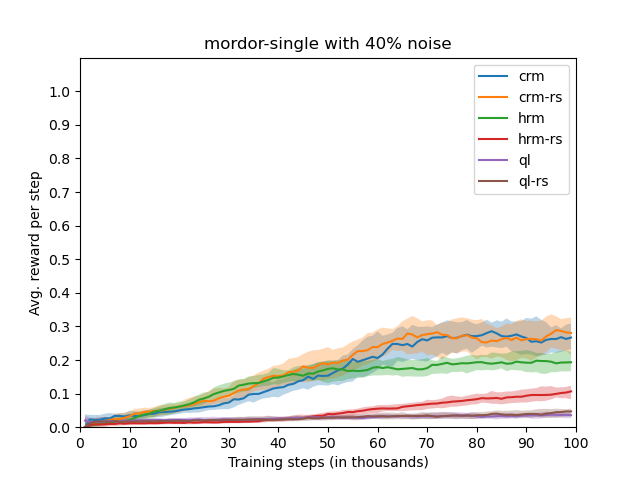 mordor-single with 40% noise
Avg. reward per step
1.0
0.9
0.8
0.7
0.6
0.5
0.4
0.3
0.2
0.1
0.0
crm
crm-rs
hrm
hrm-rs
ql
ql-rs
0 10 20 30 40 50 60 70 80 90 100
Training steps (in thousands)